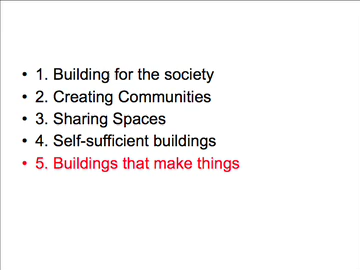 • 1. Building for the society
• 2. Creating Communities
• 3. Sharing Spaces
• 4. Self-sufficient buildings
• 5. Buildings that make things